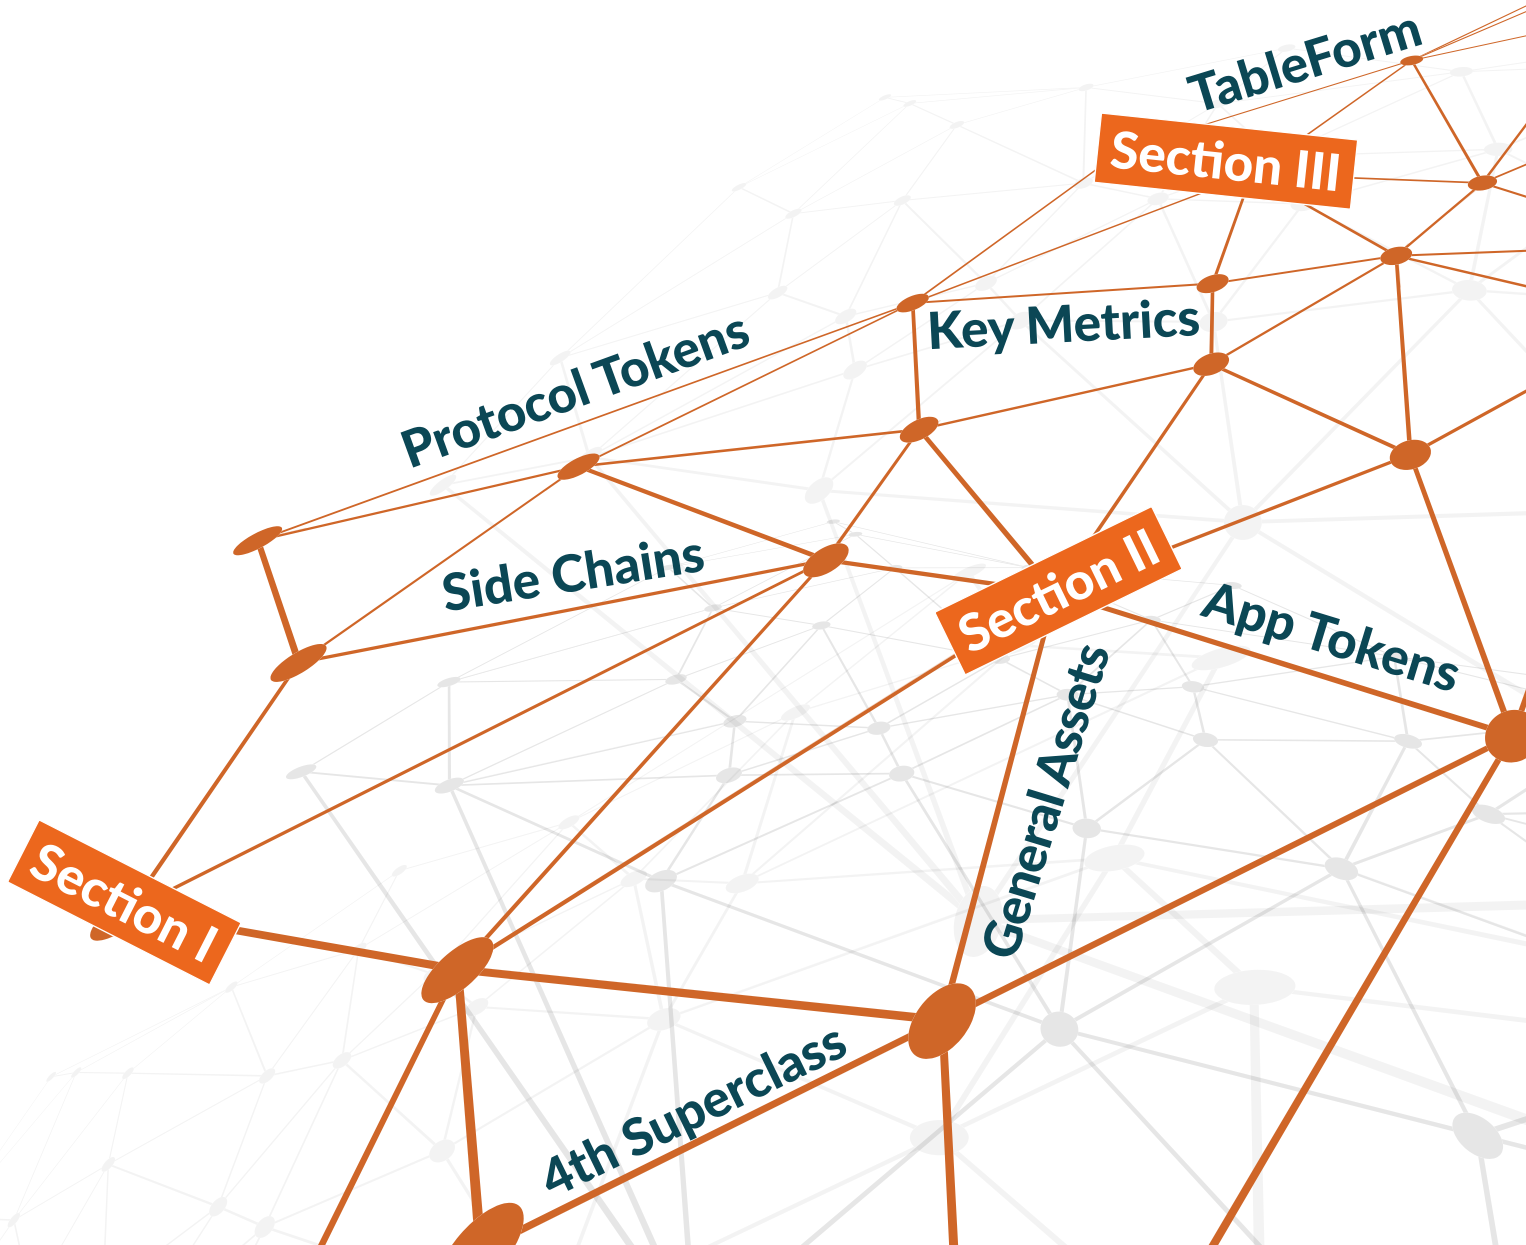 TableForm
Section III
Key Metrics
Protocol Tokens
Side Chains
Section II
App Tokens
General Assets
Section I
4th Superclass